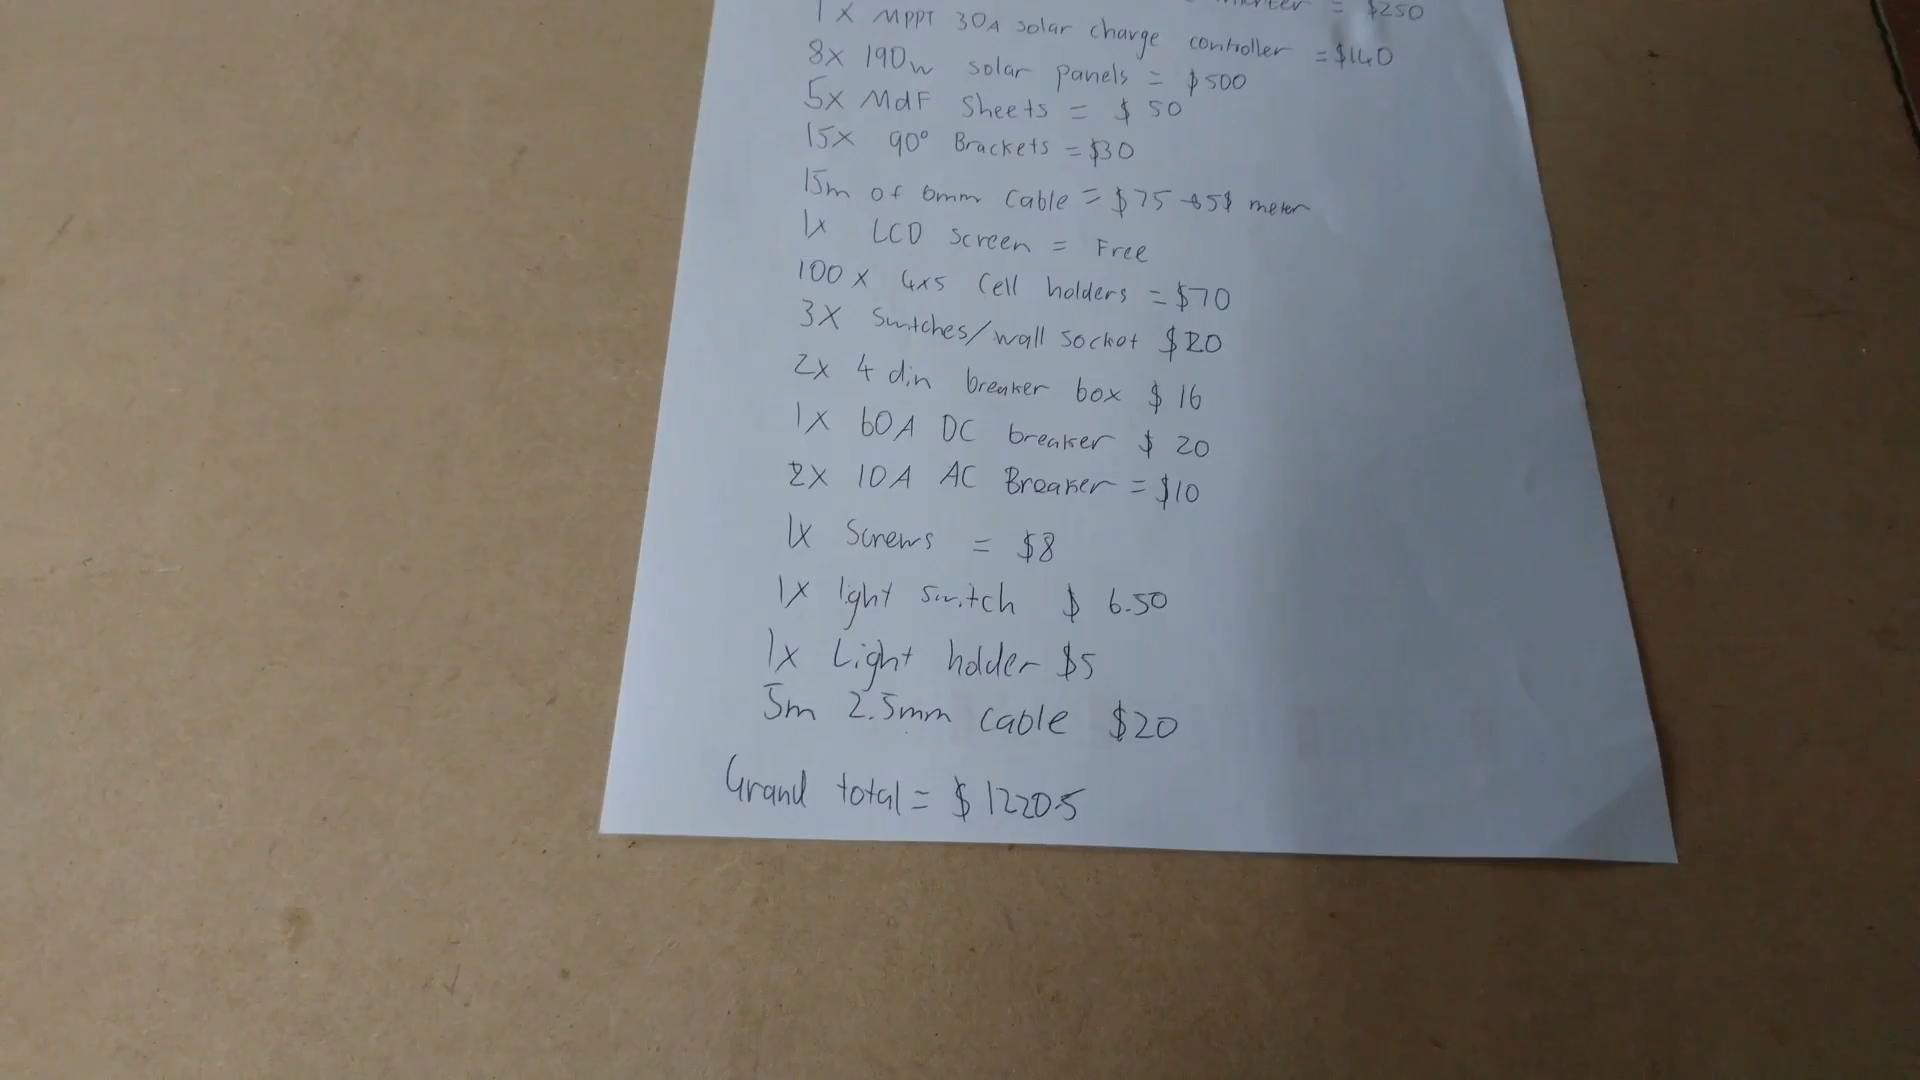 = $250
1 X MPPT 30A solar charge controller = $140
8X 190w solar panels = $500
5X MdF Sheets = $ 50
15X 90° Brackets = $30
15m of 6mm Cable = $75 → 5$ meter
1X LCD Screen = Free
100 X 4x5 Cell holders = $70
3X Switches/wall socket $20
2X 4 din breaker box $ 16
1X 60A DC breaker $ 20
2X 10A AC Breaker = $10
1X Screws = $8
1X light switch $ 6.50
1X Light holder $5
5m 2.5mm cable $20
Grand total = $ 1220.5